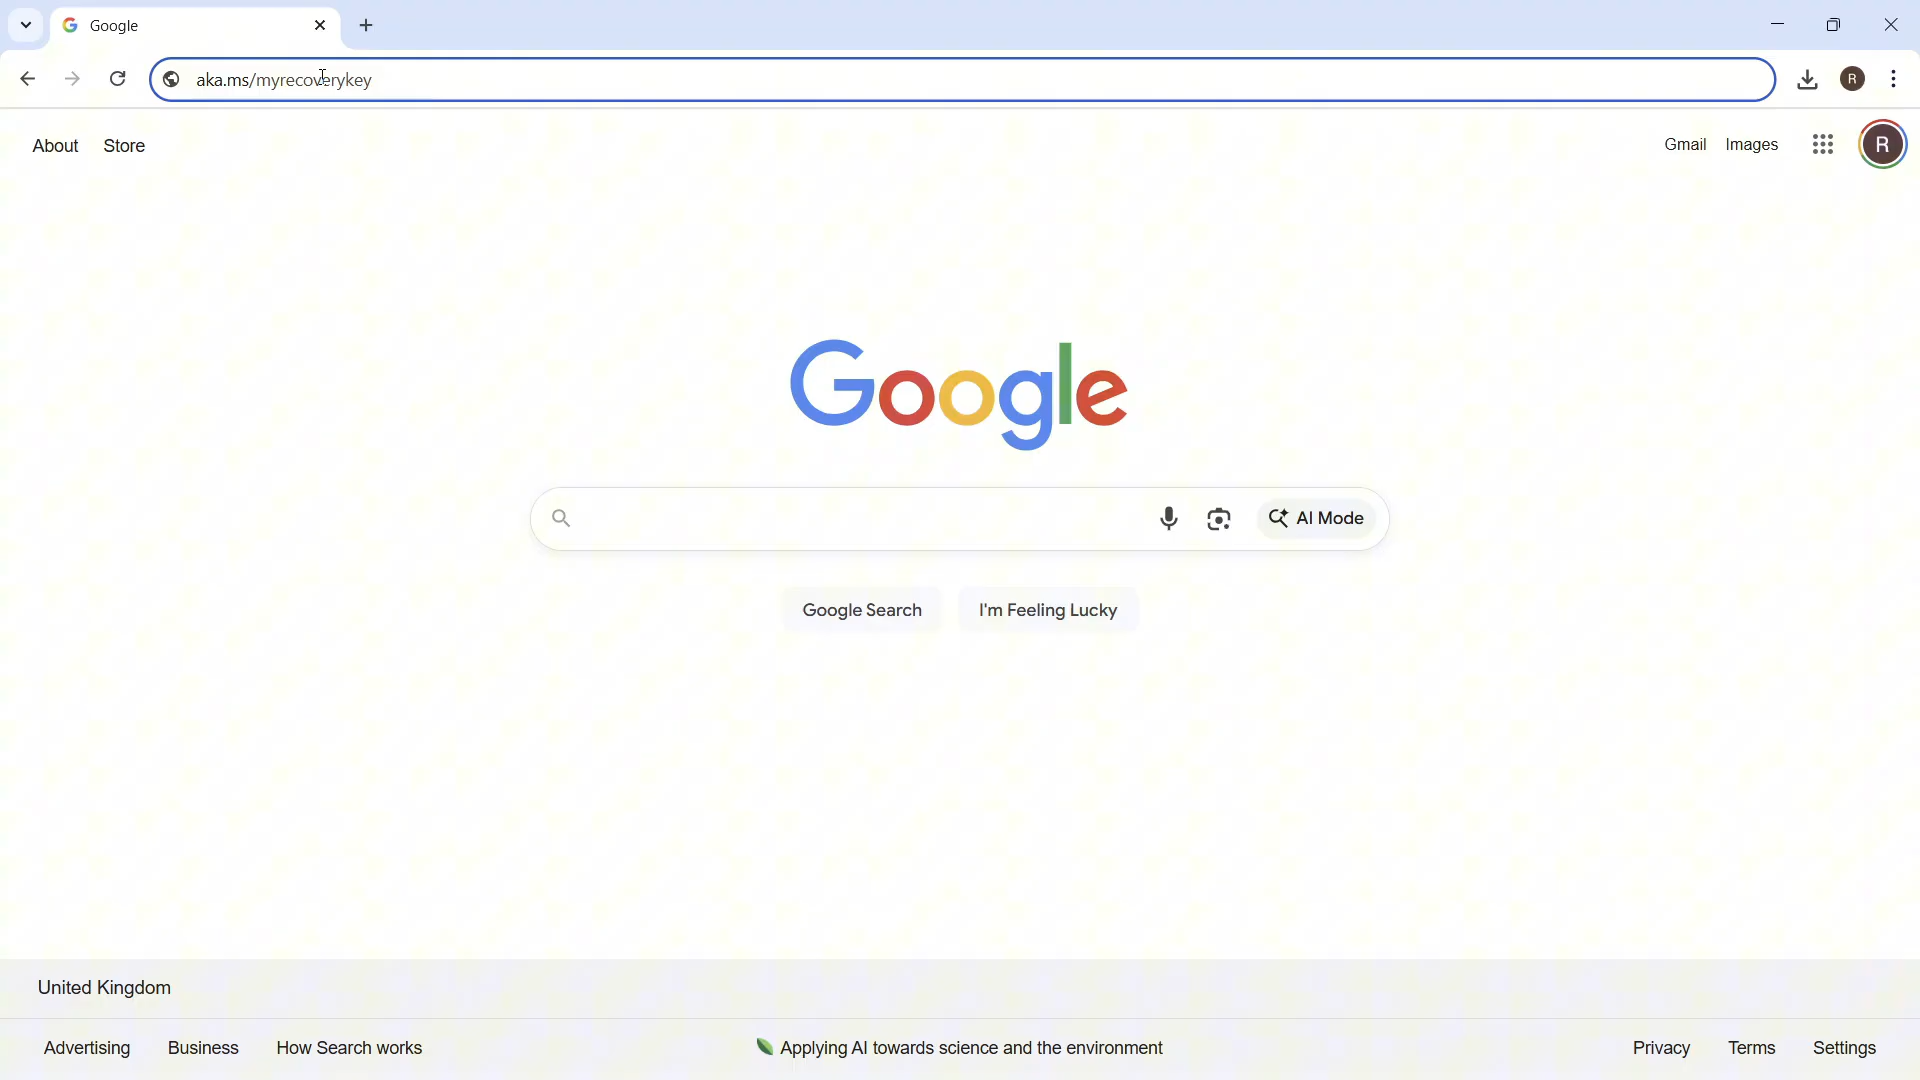 Google
aka.ms/myrecoverykey
R
About Store
Gmail Images
R
Google
AI Mode
Google Search I'm Feeling Lucky
United Kingdom
Advertising Business How Search works
Applying AI towards science and the environment
Privacy Terms Settings